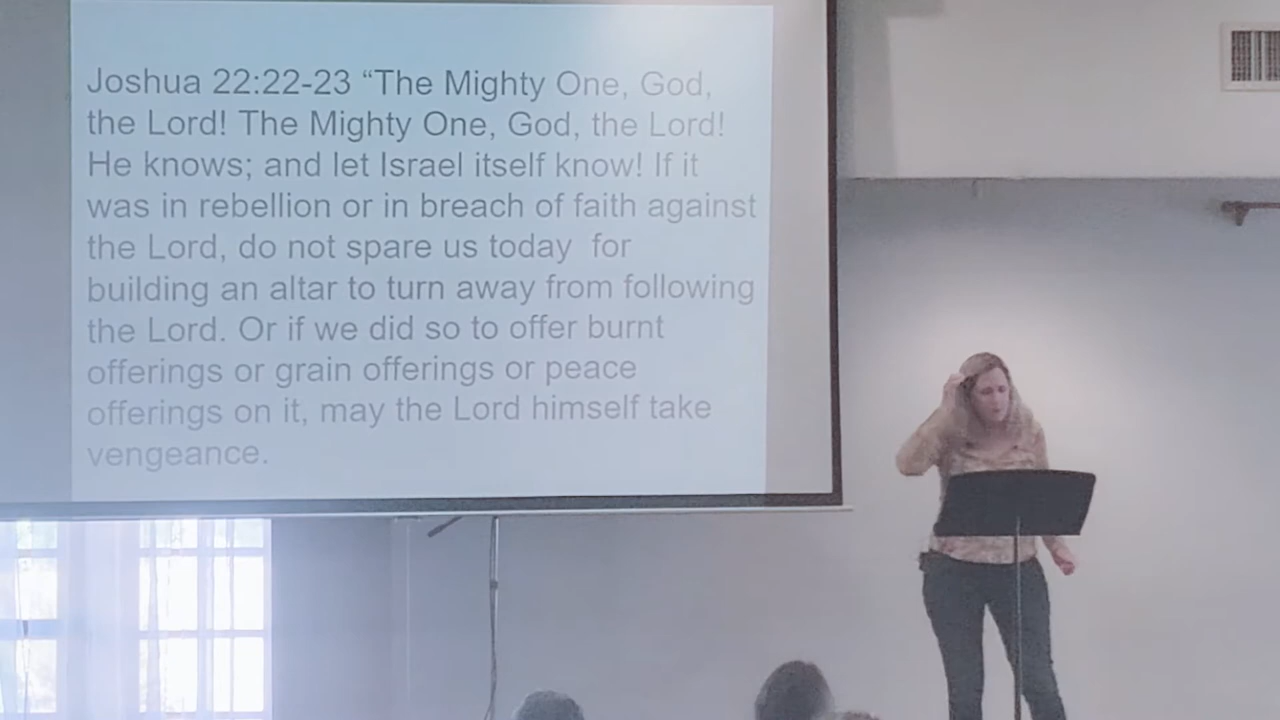 Joshua 22:22-23 “The Mighty One, God,
the Lord! The Mighty One, God, the Lord!
He knows; and let Israel itself know! If it
was in rebellion or in breach of faith against
the Lord, do not spare us today  for
building an altar to turn away from following
the Lord. Or if we did so to offer burnt
offerings or grain offerings or peace
offerings on it, may the Lord himself take
vengeance.